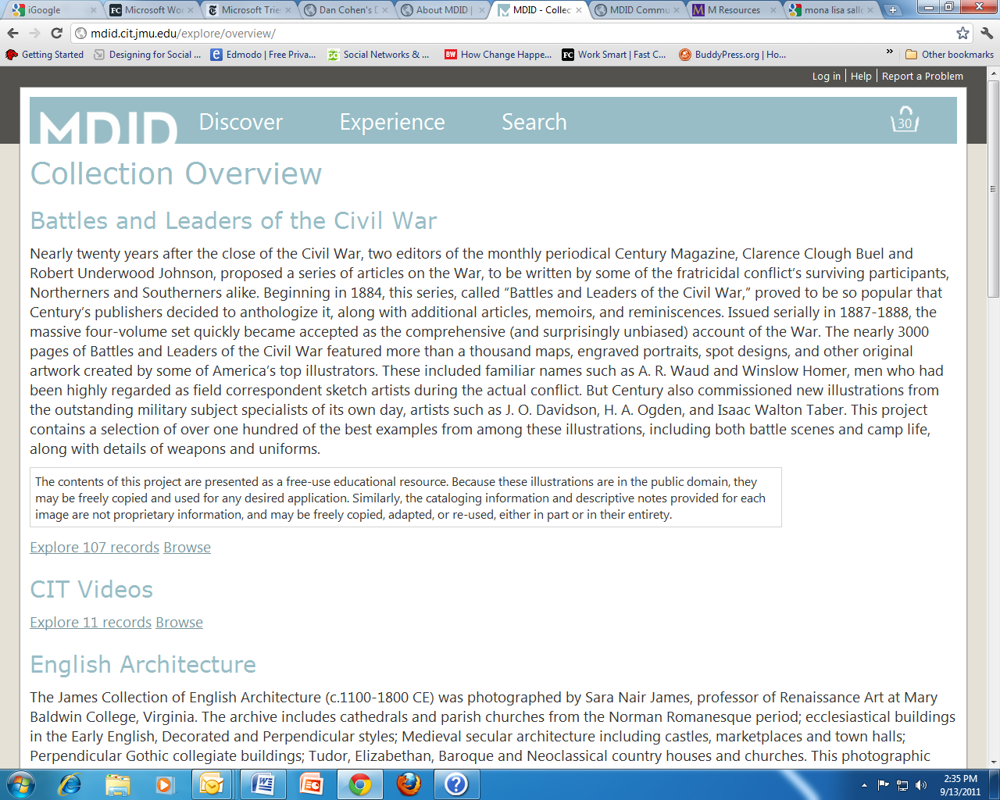 iGoogle
Microsoft Wo
Microsoft Tries
Dan Cohen's D
About MDID |
MDID - Collec
MDID Commu
M Resources
mona lisa sall
mdid.cit.jmu.edu/explore/overview/
Getting Started
Designing for Social ...
Edmodo | Free Priva...
Social Networks & ...
How Change Happe...
Work Smart | Fast C...
BuddyPress.org | Ho...
»
Other bookmarks
Log in | Help | Report a Problem
MDID Discover Experience Search 30
Collection Overview
Battles and Leaders of the Civil War
Nearly twenty years after the close of the Civil War, two editors of the monthly periodical Century Magazine, Clarence Clough Buel and
Robert Underwood Johnson, proposed a series of articles on the War, to be written by some of the fratricidal conflict's surviving participants,
Northerners and Southerners alike. Beginning in 1884, this series, called “Battles and Leaders of the Civil War,” proved to be so popular that
Century's publishers decided to anthologize it, along with additional articles, memoirs, and reminiscences. Issued serially in 1887-1888, the
massive four-volume set quickly became accepted as the comprehensive (and surprisingly unbiased) account of the War. The nearly 3000
pages of Battles and Leaders of the Civil War featured more than a thousand maps, engraved portraits, spot designs, and other original
artwork created by some of America's top illustrators. These included familiar names such as A. R. Waud and Winslow Homer, men who had
been highly regarded as field correspondent sketch artists during the actual conflict. But Century also commissioned new illustrations from
the outstanding military subject specialists of its own day, artists such as J. O. Davidson, H. A. Ogden, and Isaac Walton Taber. This project
contains a selection of over one hundred of the best examples from among these illustrations, including both battle scenes and camp life,
along with details of weapons and uniforms.
The contents of this project are presented as a free-use educational resource. Because these illustrations are in the public domain, they
may be freely copied and used for any desired application. Similarly, the cataloging information and descriptive notes provided for each
image are not proprietary information, and may be freely copied, adapted, or re-used, either in part or in their entirety.
Explore 107 records Browse
CIT Videos
Explore 11 records Browse
English Architecture
The James Collection of English Architecture (c.1100-1800 CE) was photographed by Sara Nair James, professor of Renaissance Art at Mary
Baldwin College, Virginia. The archive includes cathedrals and parish churches from the Norman Romanesque period; ecclesiastical buildings
in the Early English, Decorated and Perpendicular styles; Medieval secular architecture including castles, marketplaces and town halls;
Perpendicular Gothic collegiate buildings; Tudor, Elizabethan, Baroque and Neoclassical country houses and churches. This photographic
2:35 PM
9/13/2011